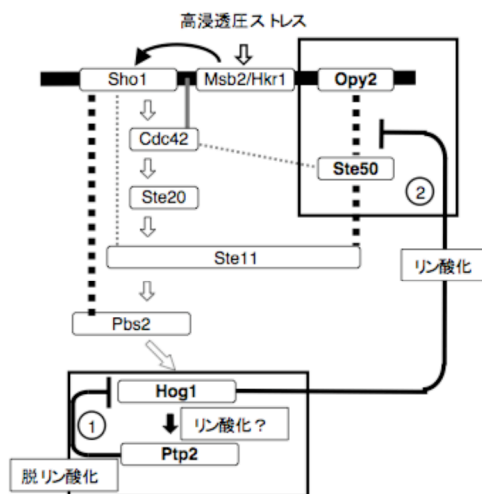 高浸透圧ストレス
Sho1
Msb2/Hkr1
Opy2
Cdc42
Ste50
Ste20
②
Ste11
リン酸化
Pbs2
Hog1
①
リン酸化？
Ptp2
脱リン酸化